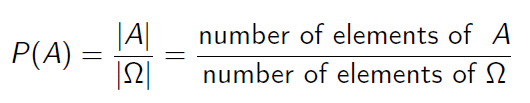 P(A) = |A| / |Ω| = number of elements of A / number of elements of Ω